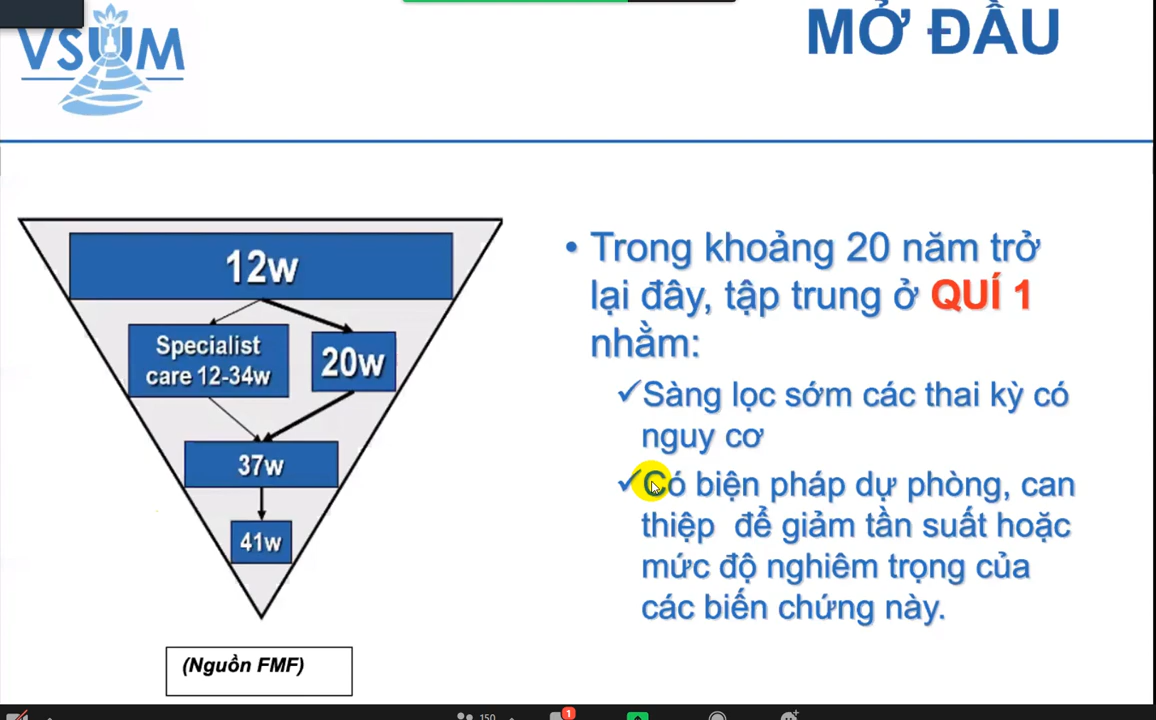 VSUM
MỞ ĐẦU
12w
Specialist
care 12-34w
20w
37w
41w
(Nguồn FMF)
• Trong khoảng 20 năm trở
lại đây, tập trung ở QUÍ 1
nhằm:
✓Sàng lọc sớm các thai kỳ có
nguy cơ
✓Có biện pháp dự phòng, can
thiệp để giảm tần suất hoặc
mức độ nghiêm trọng của
các biến chứng này.
150
1